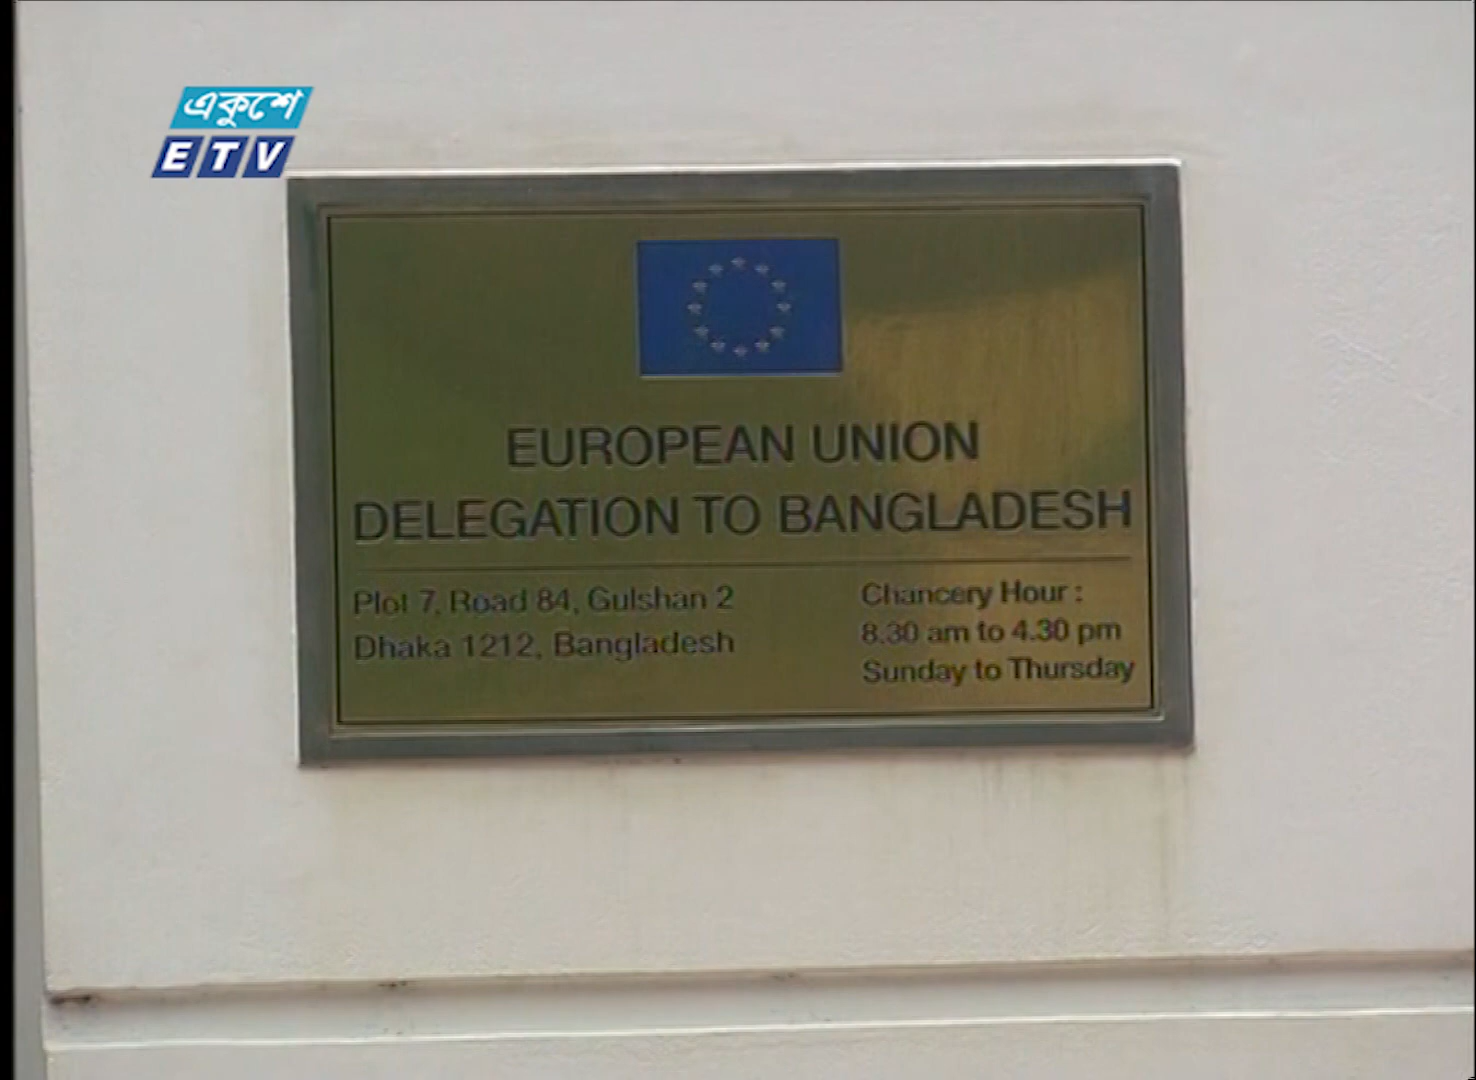 একুশে
ETV
EUROPEAN UNION
DELEGATION TO BANGLADESH
Plot 7, Road 84, Gulshan 2
Dhaka 1212, Bangladesh
Chancery Hour :
8.30 am to 4.30 pm
Sunday to Thursday